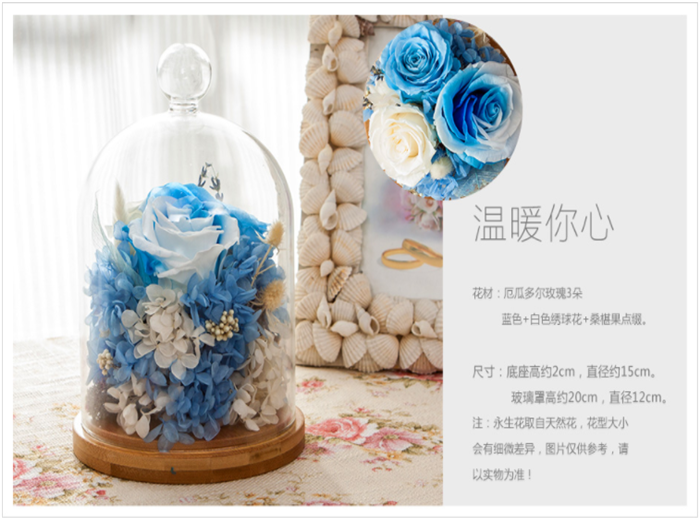 温暖你心
花材：厄瓜多尔玫瑰3朵
蓝色+白色绣球花+桑椹果点缀。
尺寸：底座高约2cm，直径约15cm。
玻璃罩高约20cm，直径12cm。
注：永生花取自天然花，花型大小
会有细微差异，图片仅供参考，请
以实物为准！